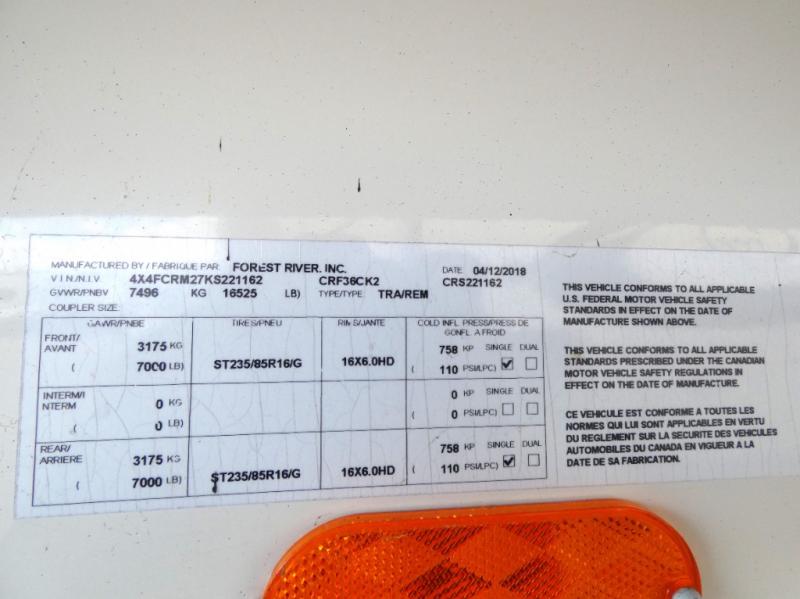 MANUFACTURED BY / FABRIQUE PAR: FOREST RIVER, INC. DATE 04/12/2018
V I N./N.I.V. 4X4FCRM27KS221162 CRF36CK2 CRS221162
GVWR/PNBV 7496 KG 16525 LB) TYPE/TYPE: TRA/REM
COUPLER SIZE:
GAWR/PNBE TIRES/PNEU RIMS/JANTE COLD INFL. PRESS/PRESS DE GONFL. A FROID
FRONT/ 3175 KG 758 KP SINGLE DUAL
AVANT
( 7000 LB) ST235/85R16/G 16X6.0HD ( 110 PSI/LPC)
INTERM/I 0 KG 0 KP SINGLE DUAL
NTERM
( 0 LB) ( 0 PSI/LPC)
REAR/ 3175 KG 758 KP SINGLE DUAL
ARRIERE
( 7000 LB) ST235/85R16/G 16X6.0HD ( 110 PSI/LPC)
THIS VEHICLE CONFORMS TO ALL APPLICABLE
U.S. FEDERAL MOTOR VEHICLE SAFETY
STANDARDS IN EFFECT ON THE DATE OF
MANUFACTURE SHOWN ABOVE.
THIS VEHICLE CONFORMS TO ALL APPLICABLE
STANDARDS PRESCRIBED UNDER THE CANADIAN
MOTOR VEHICLE SAFETY REGULATIONS IN
EFFECT ON THE DATE OF MANUFACTURE.
CE VEHICULE EST CONFORME A TOUTES LES
NORMES QUI LUI SONT APPLICABLES EN VERTU
DU REGLEMENT SUR LA SECURITE DES VEHICULES
AUTOMOBILES DU CANADA EN VIGUEUR A LA
DATE DE SA FABRICATION.